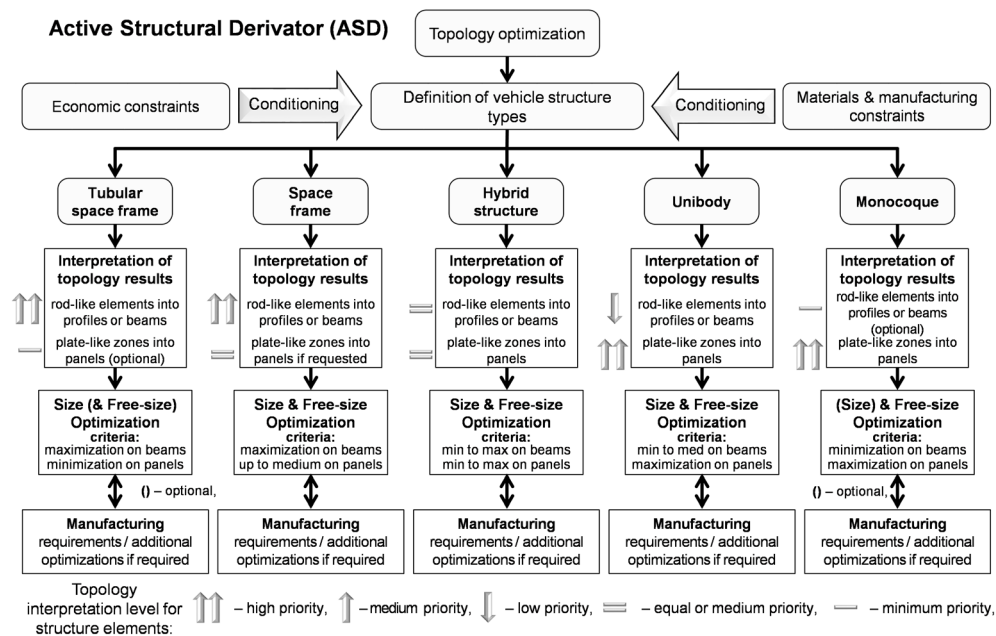 Active Structural Derivator (ASD)
Topology optimization
Economic constraints
Conditioning
Definition of vehicle structure
types
Conditioning
Materials & manufacturing
constraints
Tubular
space frame
Space
frame
Hybrid
structure
Unibody
Monocoque
Interpretation of
topology results
rod-like elements into
profiles or beams
plate-like zones into
panels (optional)
Interpretation of
topology results
rod-like elements into
profiles or beams
plate-like zones into
panels if requested
Interpretation of
topology results
rod-like elements into
profiles or beams
plate-like zones into
panels
Interpretation of
topology results
rod-like elements into
profiles or beams
plate-like zones into
panels
Interpretation of
topology results
rod-like elements into
profiles or beams
(optional)
plate-like zones into
panels
Size (& Free-size)
Optimization
criteria:
maximization on beams
minimization on panels
Size & Free-size
Optimization
criteria:
maximization on beams
up to medium on panels
Size & Free-size
Optimization
criteria:
min to max on beams
min to max on panels
Size & Free-size
Optimization
criteria:
min to med on beams
maximization on panels
(Size) & Free-size
Optimization
criteria:
minimization on beams
maximization on panels
() – optional,
() – optional,
Manufacturing
requirements / additional
optimizations if required
Manufacturing
requirements / additional
optimizations if required
Manufacturing
requirements / additional
optimizations if required
Manufacturing
requirements / additional
optimizations if required
Manufacturing
requirements / additional
optimizations if required
Topology
interpretation level for
structure elements:
– high priority,
– medium priority,
– low priority,
– equal or medium priority,
– minimum priority,